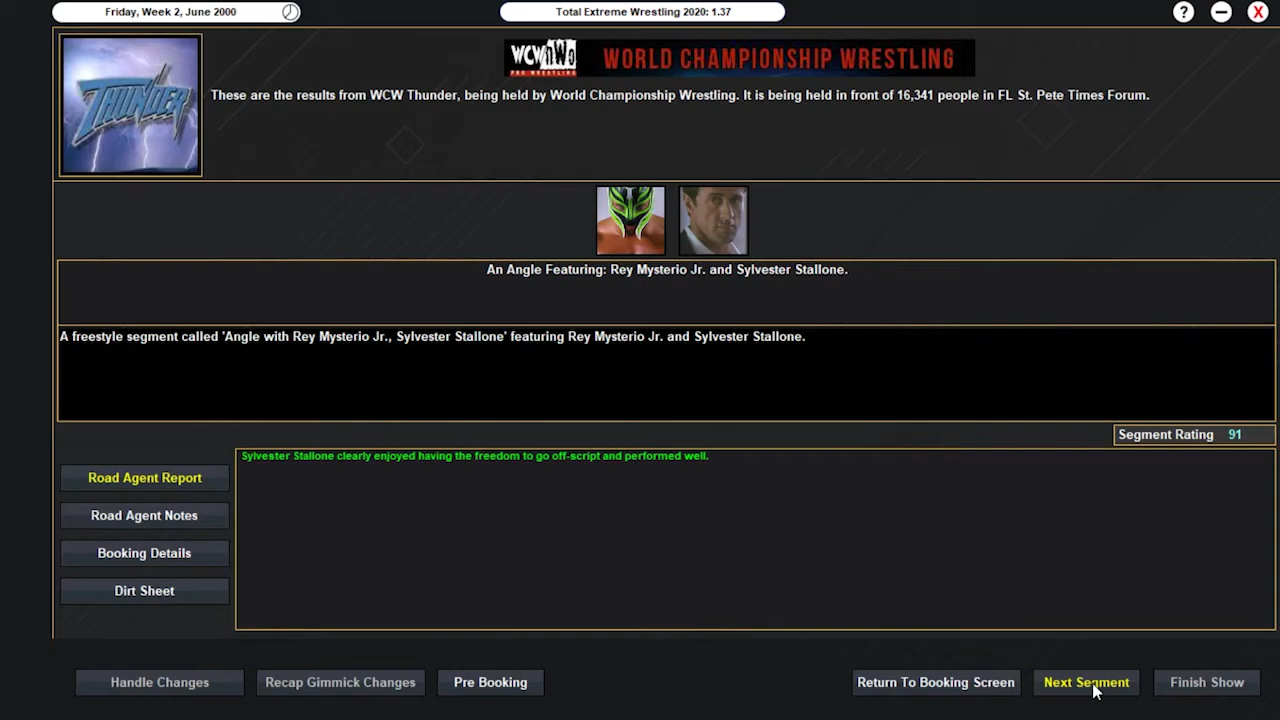 Friday, Week 2, June 2000
Total Extreme Wrestling 2020: 1.37
?
X
THUNDER
WCW nWo
PRO WRESTLING
WORLD CHAMPIONSHIP WRESTLING
These are the results from WCW Thunder, being held by World Championship Wrestling. It is being held in front of 16,341 people in FL St. Pete Times Forum.
An Angle Featuring: Rey Mysterio Jr. and Sylvester Stallone.
A freestyle segment called 'Angle with Rey Mysterio Jr., Sylvester Stallone' featuring Rey Mysterio Jr. and Sylvester Stallone.
Segment Rating 91
Sylvester Stallone clearly enjoyed having the freedom to go off-script and performed well.
Road Agent Report
Road Agent Notes
Booking Details
Dirt Sheet
Handle Changes
Recap Gimmick Changes
Pre Booking
Return To Booking Screen
Next Segment
Finish Show